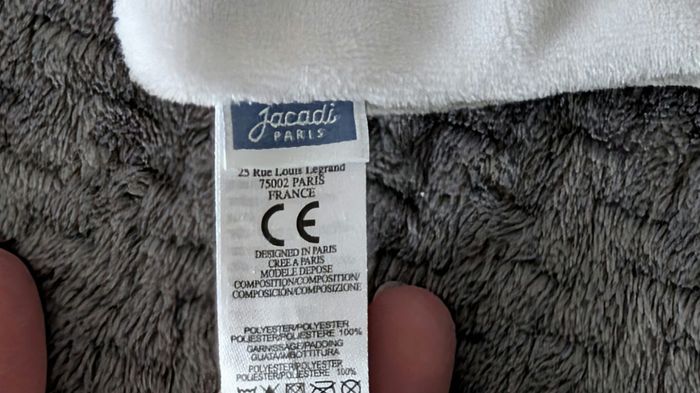 Jacadi
PARIS
23 Rue Louis Legrand
75002 PARIS
FRANCE
CE
DESIGNED IN PARIS
CREE A PARIS
MODELE DEPOSE
COMPOSITION/COMPOSITION/
COMPOSICIÓN/COMPOSIZIONE
POLYESTER/POLYESTER
POLIESTER/POLIESTERE 100%
GARNISSAGE/PADDING
GUATA/IMBOTTITURA
POLYESTER/POLYESTER
POLIESTER/POLIESTERE 100%